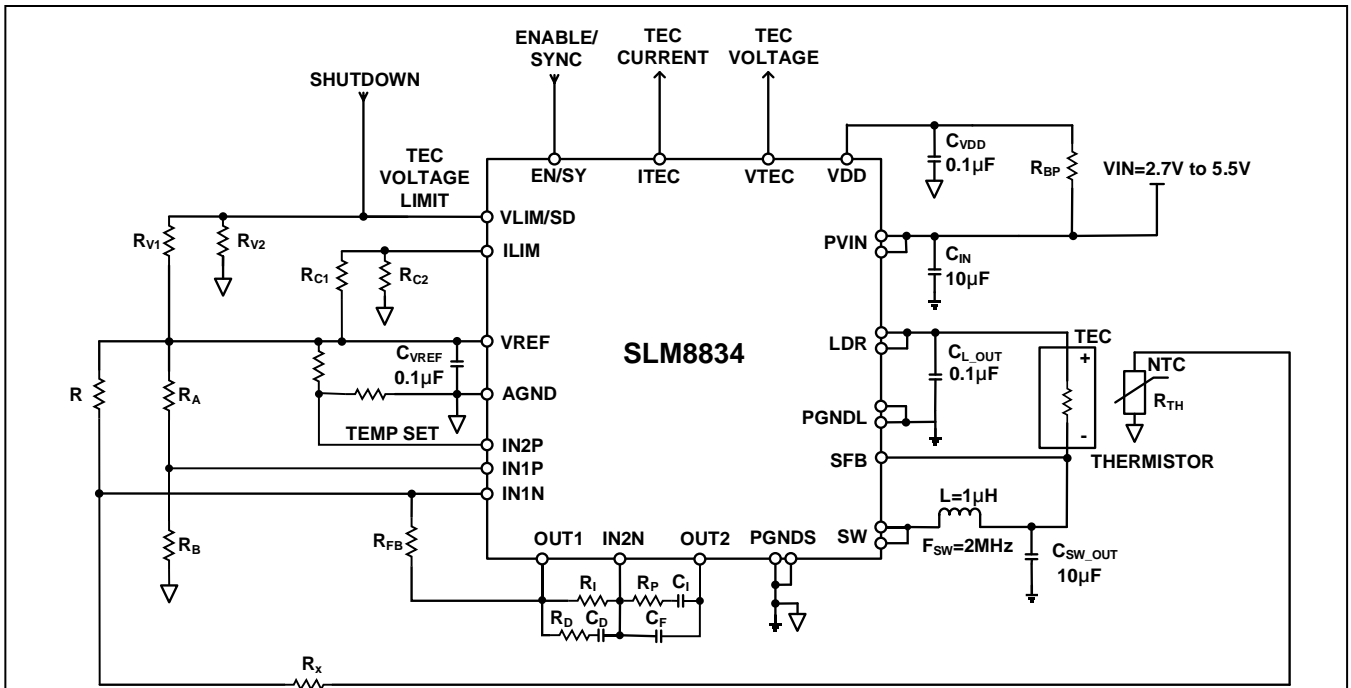 ENABLE/
SYNC
TEC
CURRENT
TEC
VOLTAGE
SHUTDOWN
TEC
VOLTAGE
LIMIT
EN/SY
ITEC
VTEC
VDD
CVDD
0.1µF
RBP
VIN=2.7V to 5.5V
VLIM/SD
RV1
RV2
ILIM
RC1
RC2
PVIN
CIN
10µF
VREF
SLM8834
LDR
CVREF
0.1µF
CL_OUT
0.1µF
TEC
+
-
NTC
RTH
R
RA
AGND
PGNDL
TEMP SET
IN2P
SFB
THERMISTOR
IN1P
IN1N
L=1µH
RFB
RB
OUT1
IN2N
OUT2
PGNDS
SW
FSW=2MHz
CSW_OUT
10µF
RI
RP
CI
RD
CD
CF
Rx